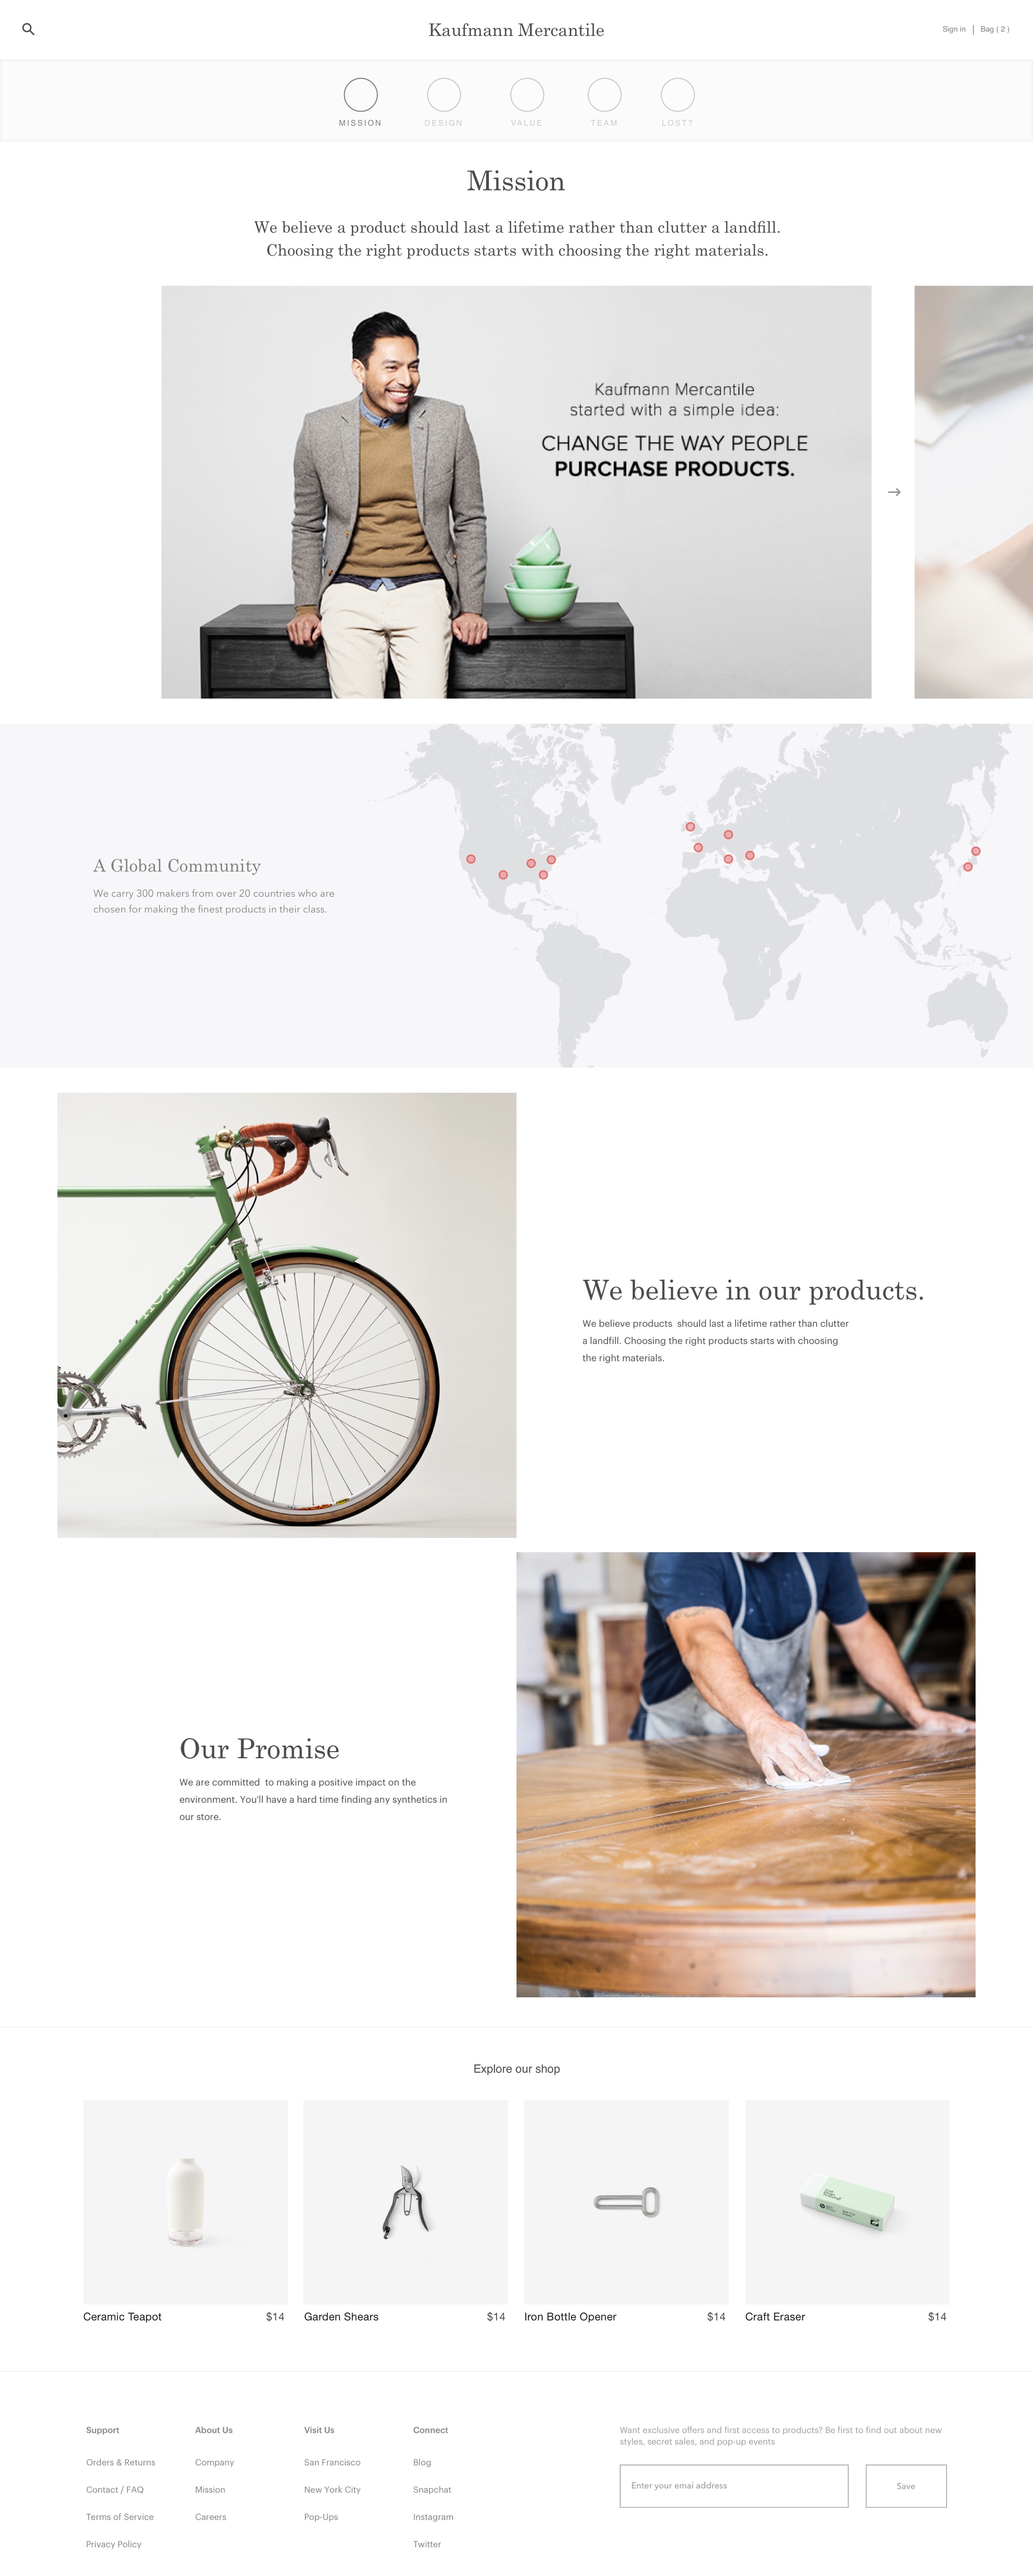 Kaufmann Mercantile
Sign in | Bag ( 2 )
MISSION
DESIGN
VALUE
TEAM
LOST?
Mission
We believe a product should last a lifetime rather than clutter a landfill.
Choosing the right products starts with choosing the right materials.
Kaufmann Mercantile
started with a simple idea:
CHANGE THE WAY PEOPLE
PURCHASE PRODUCTS.
A Global Community
We carry 300 makers from over 20 countries who are
chosen for making the finest products in their class.
We believe in our products.
We believe products  should last a lifetime rather than clutter
a landfill. Choosing the right products starts with choosing
the right materials.
Our Promise
We are committed  to making a positive impact on the
environment. You'll have a hard time finding any synthetics in
our store.
Explore our shop
Ceramic Teapot
$14
Garden Shears
$14
Iron Bottle Opener
$14
Craft Eraser
$14
Support
Orders & Returns
Contact / FAQ
Terms of Service
Privacy Policy
About Us
Company
Mission
Careers
Visit Us
San Francisco
New York City
Pop-Ups
Connect
Blog
Snapchat
Instagram
Twitter
Want exclusive offers and first access to products? Be first to find out about new
styles, secret sales, and pop-up events
Enter your emai address
Save